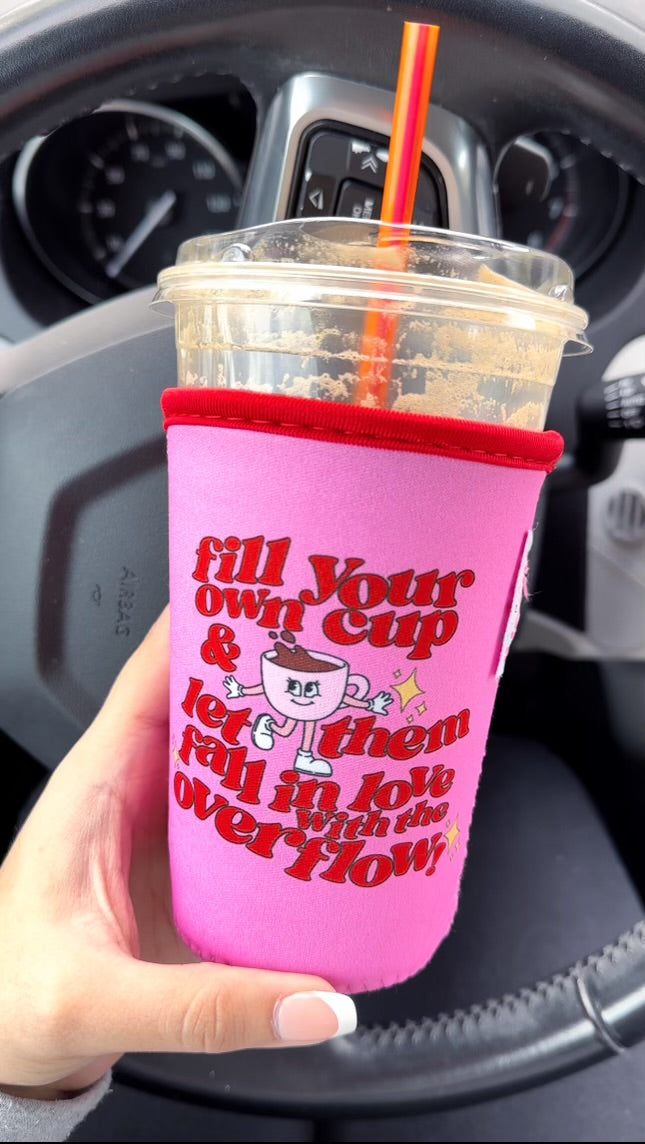 fill your
own cup
&
let them
fall in love
with the
overflow!
AIRBAG